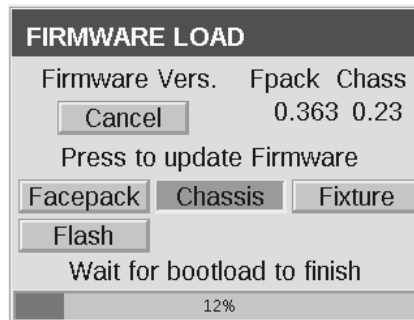 FIRMWARE LOAD
Firmware Vers. Fpack Chass
Cancel 0.363 0.23
Press to update Firmware
Facepack Chassis Fixture
Flash
Wait for bootload to finish
12%